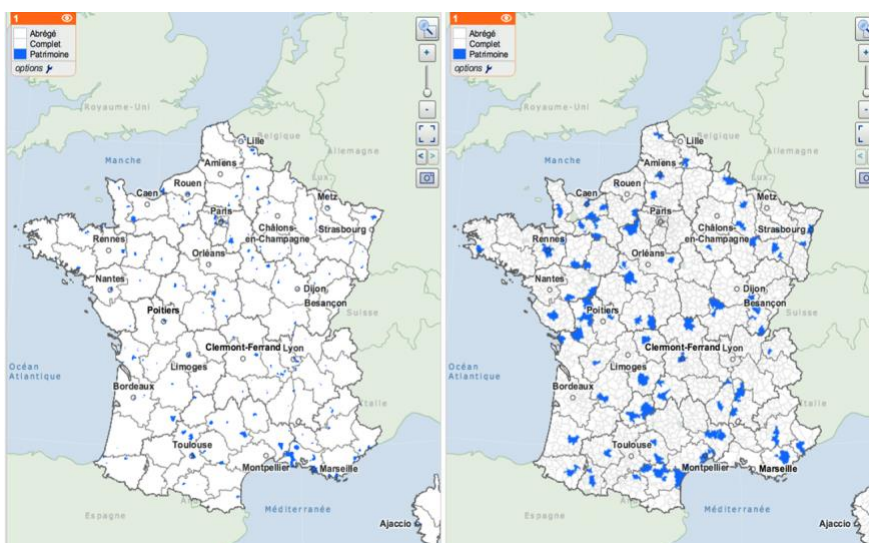 1
Abrégé
Complet
Patrimoine
options
+
-
< >
Royaume-Uni
Belgique
Allemagne
Lux.
Manche
Lille
Amiens
Rouen
Caen
Paris
Metz
Châlons-
en-Champagne
Strasbourg
Rennes
Orléans
Nantes
Dijon
Besançon
Suisse
Poitiers
Clermont-Ferrand
Lyon
Limoges
Océan
Atlantique
Bordeaux
Italie
Toulouse
Montpellier
Marseille
Espagne
Méditerranée
Ajaccio
1
Abrégé
Complet
Patrimoine
options
+
-
<
Royaume-Uni
Belgique
Allemagne
Lux.
Manche
Lille
Amiens
Rouen
Caen
Paris
Metz
Châlons-
en-Champagne
Strasbourg
Rennes
Orléans
Nantes
Dijon
Besançon
Suisse
Poitiers
Clermont-Ferrand
Lyon
Limoges
Océan
Atlantique
Bordeaux
Italie
Toulouse
Montpellier
Marseille
Espagne
Méditerranée
Ajaccio